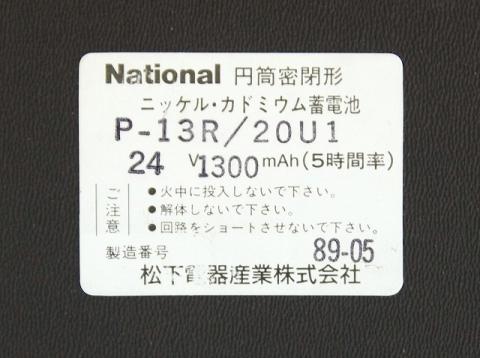 National 円筒密閉形
ニッケル・カドミウム蓄電池
P-13R/20U1
24 V 1300 mAh (5時間率)
ご注意
●火中に投入しないで下さい。
●解体しないで下さい。
●回路をショートさせないで下さい。
製造番号 89-05
松下電器産業株式会社